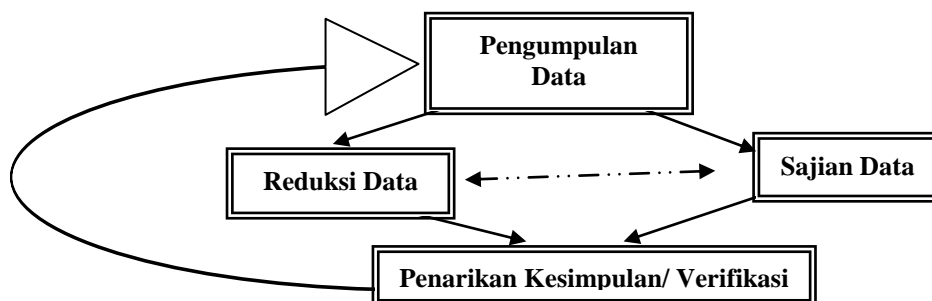 Pengumpulan
Data
Reduksi Data
Sajian Data
Penarikan Kesimpulan/ Verifikasi